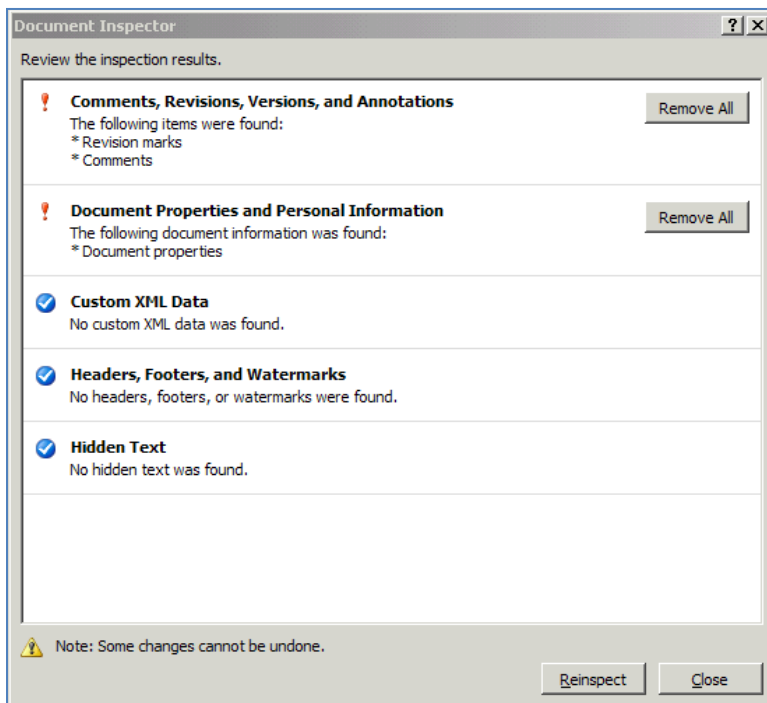 Document Inspector
Review the inspection results.
Comments, Revisions, Versions, and Annotations
Remove All
The following items were found:
* Revision marks
* Comments
Document Properties and Personal Information
Remove All
The following document information was found:
* Document properties
Custom XML Data
No custom XML data was found.
Headers, Footers, and Watermarks
No headers, footers, or watermarks were found.
Hidden Text
No hidden text was found.
Note: Some changes cannot be undone.
Reinspect Close